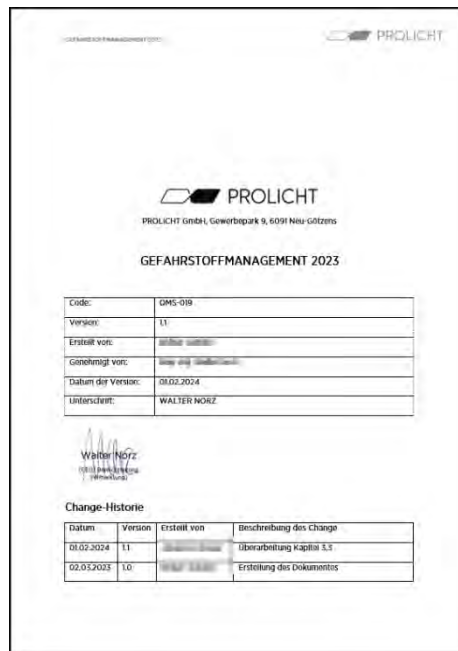 GEFAHRSTOFFMANAGEMENT 2023
PROLICHT
PROLICHT
PROLICHT GmbH, Gewerbepark 9, 6091 Neu-Götzens
GEFAHRSTOFFMANAGEMENT 2023
Code: QMS-019
Version: 1.1
Erstellt von:
Genehmigt von:
Datum der Version: 01.02.2024
Unterschrift: WALTER NORZ
Walter Norz
Change-Historie
Datum Version Erstellt von Beschreibung des Change
01.02.2024 1.1 Überarbeitung Kapitel 3.3
02.03.2023 1.0 Erstellung des Dokumentes